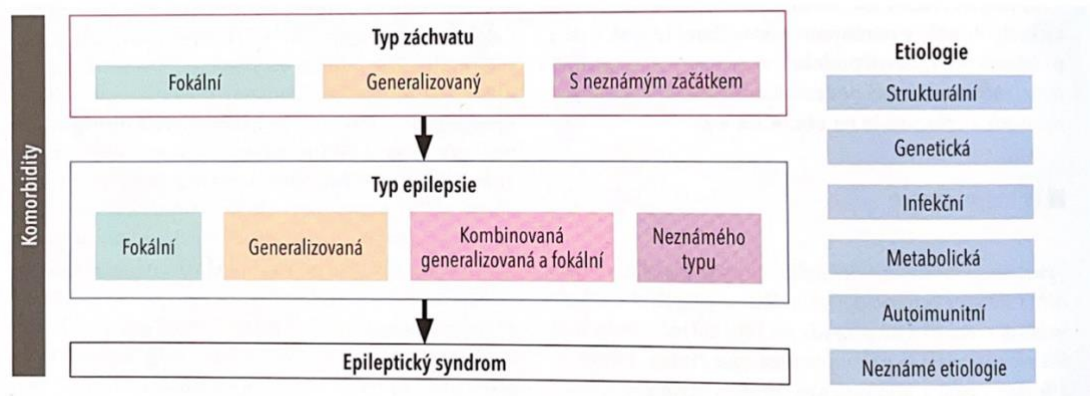 Komorbidity
Typ záchvatu
Fokální
Generalizovaný
S neznámým začátkem
Typ epilepsie
Fokální
Generalizovaná
Kombinovaná
generalizovaná a fokální
Neznámého
typu
Epileptický syndrom
Etiologie
Strukturální
Genetická
Infekční
Metabolická
Autoimunitní
Neznámé etiologie